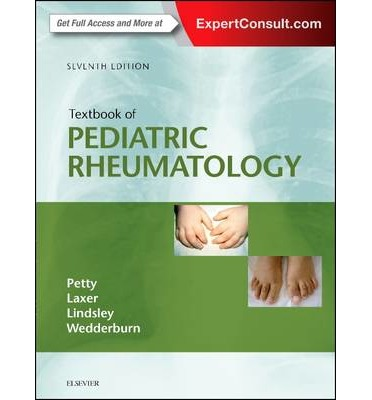 Get Full Access and More at
ExpertConsult.com
SEVENTH EDITION
Textbook of
PEDIATRIC
RHEUMATOLOGY
Petty
Laxer
Lindsley
Wedderburn
ELSEVIER